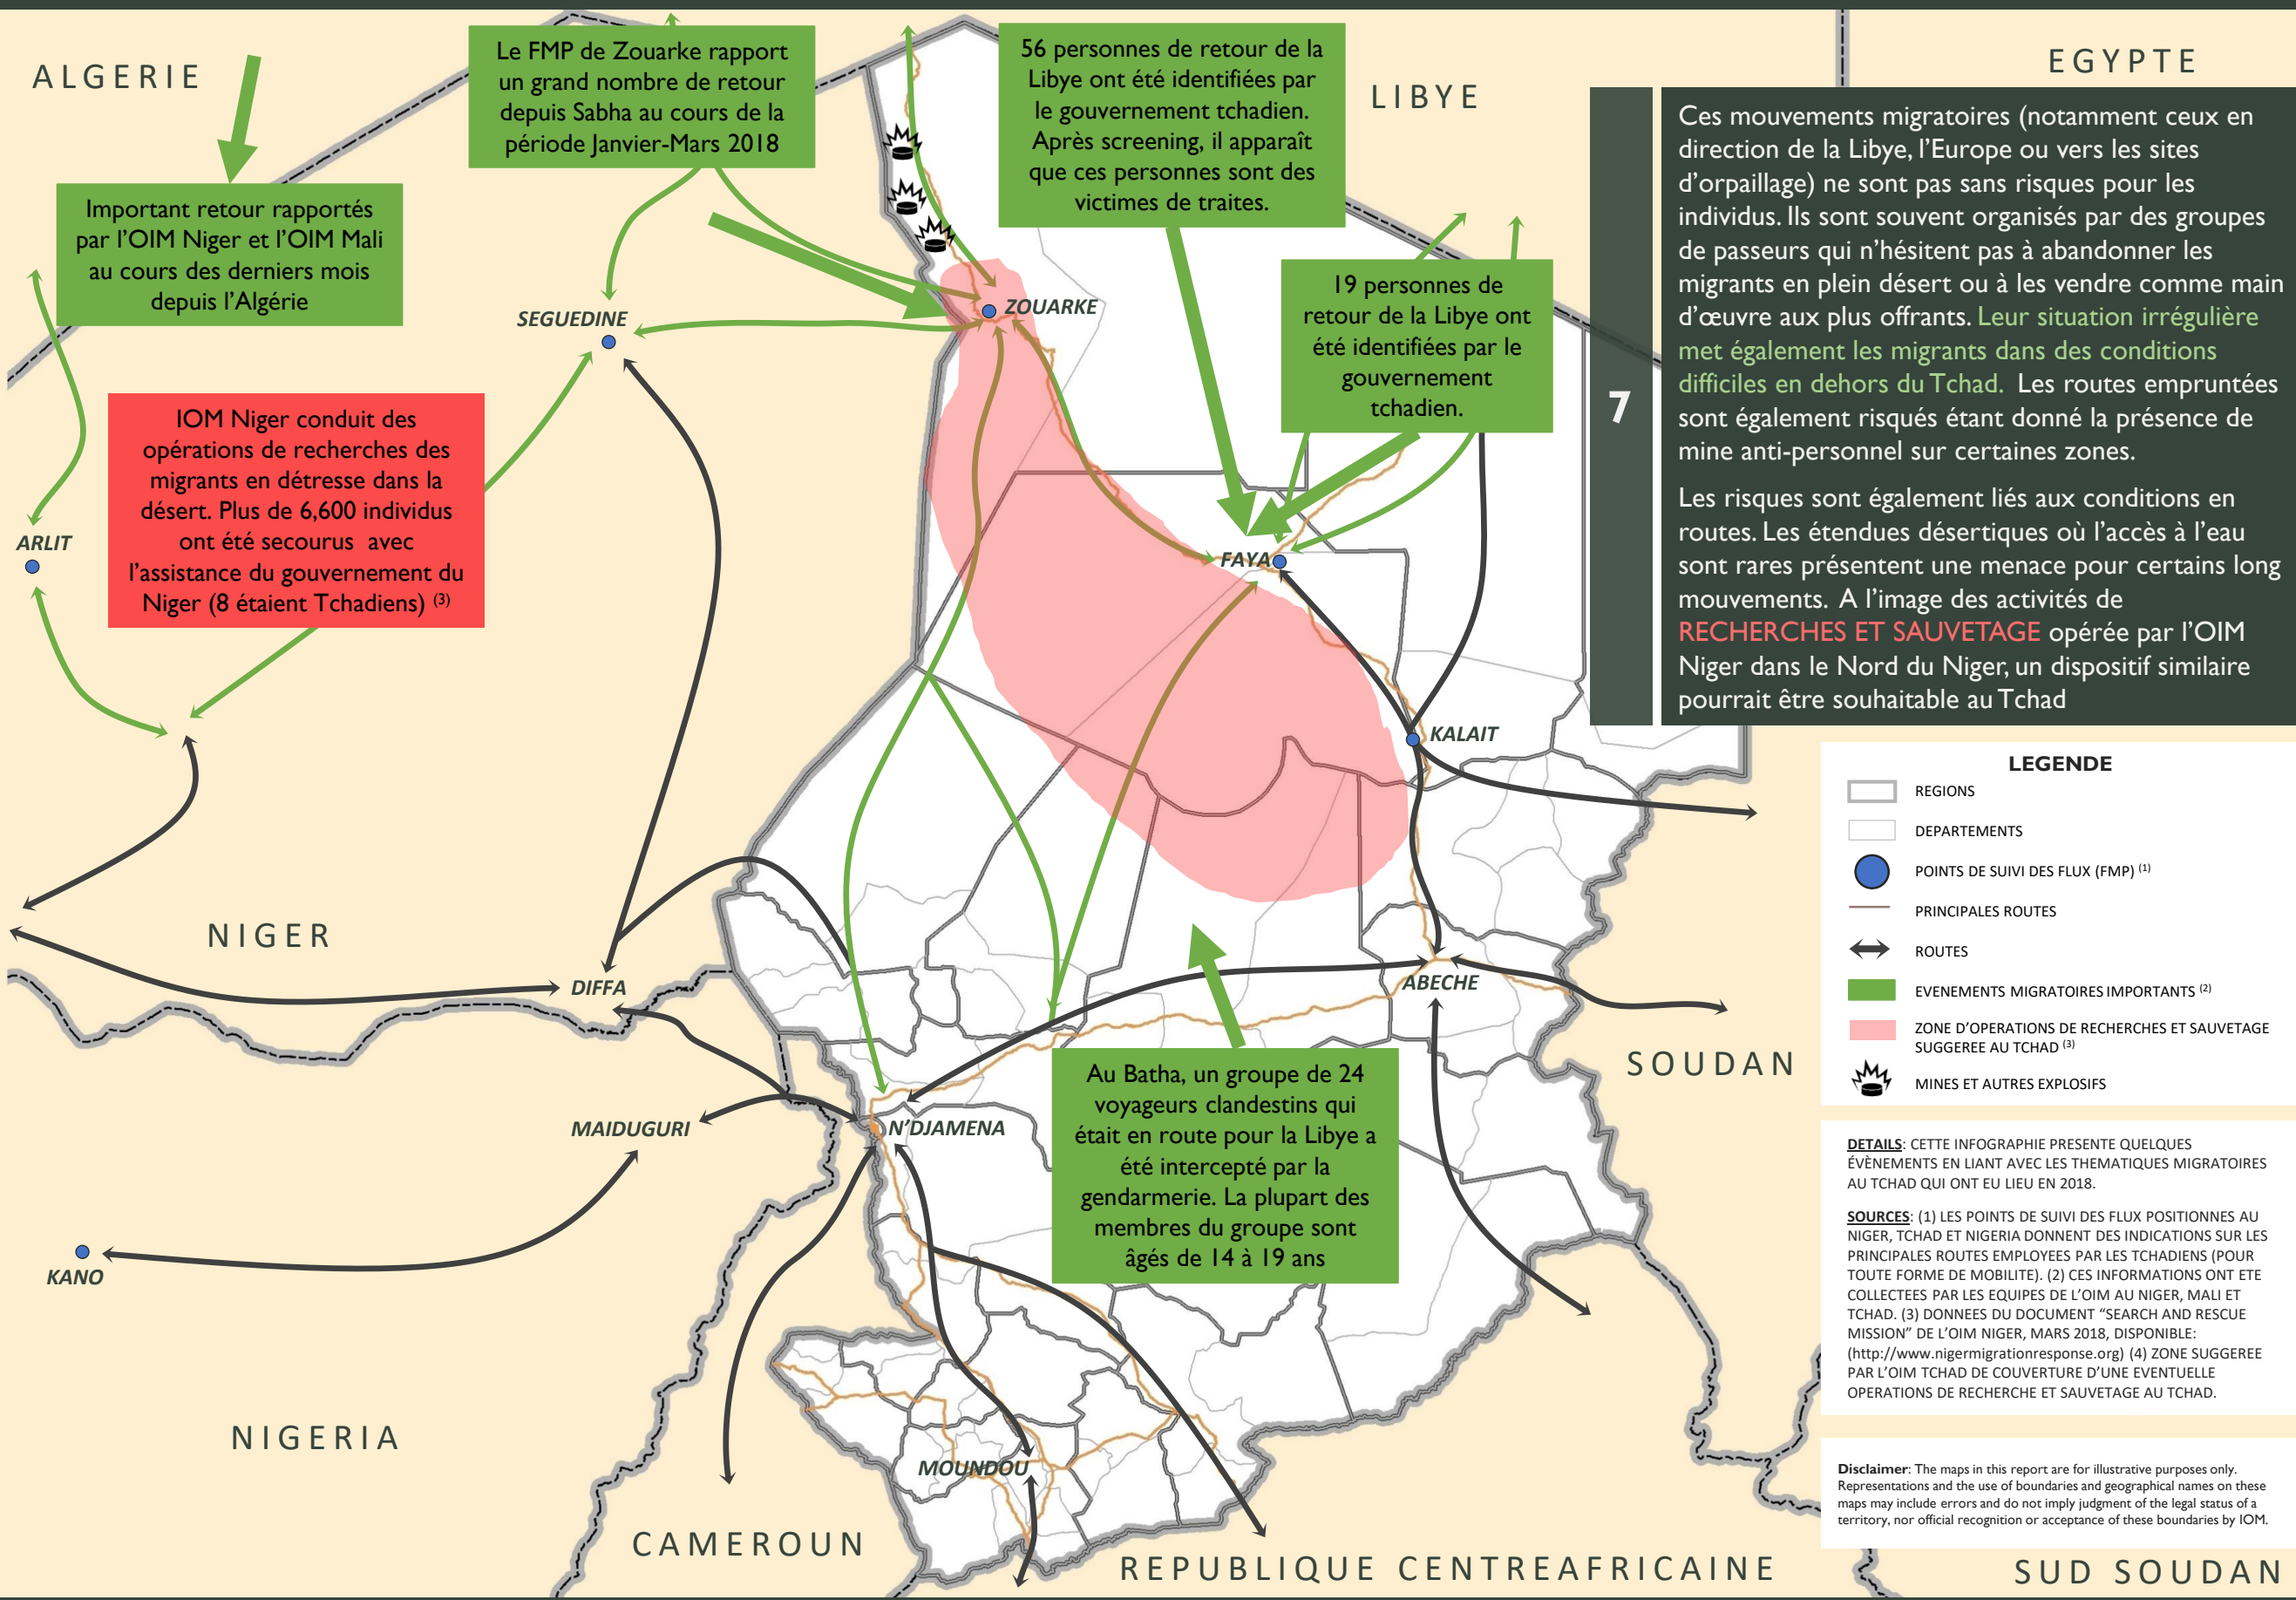 ALGERIE
Le FMP de Zouarke rapport
un grand nombre de retour
depuis Sabha au cours de la
période Janvier-Mars 2018
56 personnes de retour de la
Libye ont été identifiées par
le gouvernement tchadien.
Après screening, il apparaît
que ces personnes sont des
victimes de traites.
LIBYE
EGYPTE
Important retour rapportés
par l’OIM Niger et l’OIM Mali
au cours des derniers mois
depuis l’Algérie
19 personnes de
retour de la Libye ont
été identifiées par le
gouvernement
tchadien.
7
Ces mouvements migratoires (notamment ceux en
direction de la Libye, l’Europe ou vers les sites
d’orpaillage) ne sont pas sans risques pour les
individus. Ils sont souvent organisés par des groupes
de passeurs qui n’hésitent pas à abandonner les
migrants en plein désert ou à les vendre comme main
d’œuvre aux plus offrants. Leur situation irrégulière
met également les migrants dans des conditions
difficiles en dehors du Tchad. Les routes empruntées
sont également risqués étant donné la présence de
mine anti-personnel sur certaines zones.
Les risques sont également liés aux conditions en
routes. Les étendues désertiques où l’accès à l’eau
sont rares présentent une menace pour certains long
mouvements. A l’image des activités de
RECHERCHES ET SAUVETAGE opérée par l’OIM
Niger dans le Nord du Niger, un dispositif similaire
pourrait être souhaitable au Tchad
ZOUARKE
SEGUEDINE
IOM Niger conduit des
opérations de recherches des
migrants en détresse dans la
désert. Plus de 6,600 individus
ont été secourus avec
l’assistance du gouvernement du
Niger (8 étaient Tchadiens) (3)
ARLIT
FAYA
KALAIT
NIGER
DIFFA
ABECHE
SOUDAN
MAIDUGURI
N’DJAMENA
Au Batha, un groupe de 24
voyageurs clandestins qui
était en route pour la Libye a
été intercepté par la
gendarmerie. La plupart des
membres du groupe sont
âgés de 14 à 19 ans
KANO
NIGERIA
MOUNDOU
CAMEROUN
REPUBLIQUE CENTREAFRICAINE
SUD SOUDAN
LEGENDE
REGIONS
DEPARTEMENTS
POINTS DE SUIVI DES FLUX (FMP) (1)
PRINCIPALES ROUTES
ROUTES
EVENEMENTS MIGRATOIRES IMPORTANTS (2)
ZONE D’OPERATIONS DE RECHERCHES ET SAUVETAGE
SUGGEREE AU TCHAD (3)
MINES ET AUTRES EXPLOSIFS
DETAILS: CETTE INFOGRAPHIE PRESENTE QUELQUES
ÉVÈNEMENTS EN LIANT AVEC LES THEMATIQUES MIGRATOIRES
AU TCHAD QUI ONT EU LIEU EN 2018.
SOURCES: (1) LES POINTS DE SUIVI DES FLUX POSITIONNES AU
NIGER, TCHAD ET NIGERIA DONNENT DES INDICATIONS SUR LES
PRINCIPALES ROUTES EMPLOYEES PAR LES TCHADIENS (POUR
TOUTE FORME DE MOBILITE). (2) CES INFORMATIONS ONT ETE
COLLECTEES PAR LES EQUIPES DE L’OIM AU NIGER, MALI ET
TCHAD. (3) DONNEES DU DOCUMENT “SEARCH AND RESCUE
MISSION” DE L’OIM NIGER, MARS 2018, DISPONIBLE:
(http://www.nigermigrationresponse.org) (4) ZONE SUGGEREE
PAR L’OIM TCHAD DE COUVERTURE D’UNE EVENTUELLE
OPERATIONS DE RECHERCHE ET SAUVETAGE AU TCHAD.
Disclaimer: The maps in this report are for illustrative purposes only.
Representations and the use of boundaries and geographical names on these
maps may include errors and do not imply judgment of the legal status of a
territory, nor official recognition or acceptance of these boundaries by IOM.